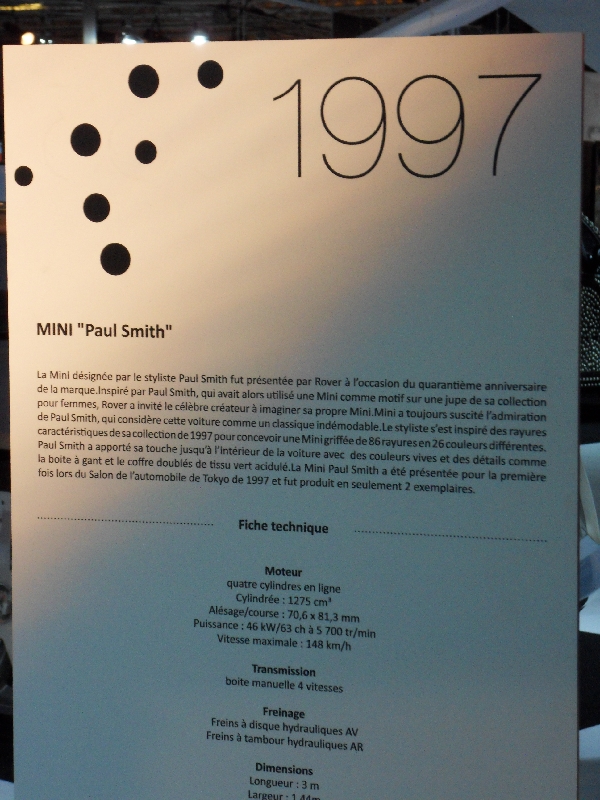 1997
MINI "Paul Smith"
La Mini désignée par le styliste Paul Smith fut présentée par Rover à l'occasion du quarantième anniversaire
de la marque.Inspiré par Paul Smith, qui avait alors utilisé une Mini comme motif sur une jupe de sa collection
pour femmes, Rover a invité le célèbre créateur à imaginer sa propre Mini.Mini a toujours suscité l'admiration
de Paul Smith, qui considère cette voiture comme un classique indémodable.Le styliste s'est inspiré des rayures
caractéristiques de sa collection de 1997 pour concevoir une Mini griffée de 86 rayures en 26 couleurs différentes.
Paul Smith a apporté sa touche jusqu'à l'intérieur de la voiture avec des couleurs vives et des détails comme
la boite à gant et le coffre doublés de tissu vert acidulé.La Mini Paul Smith a été présentée pour la première
fois lors du Salon de l'automobile de Tokyo de 1997 et fut produit en seulement 2 exemplaires.
Fiche technique
Moteur
quatre cylindres en ligne
Cylindrée : 1275 cm³
Alésage/course : 70,6 x 81,3 mm
Puissance : 46 kW/63 ch à 5 700 tr/min
Vitesse maximale : 148 km/h
Transmission
boite manuelle 4 vitesses
Freinage
Freins à disque hydrauliques AV
Freins à tambour hydrauliques AR
Dimensions
Longueur : 3 m
Largeur : 1,44m